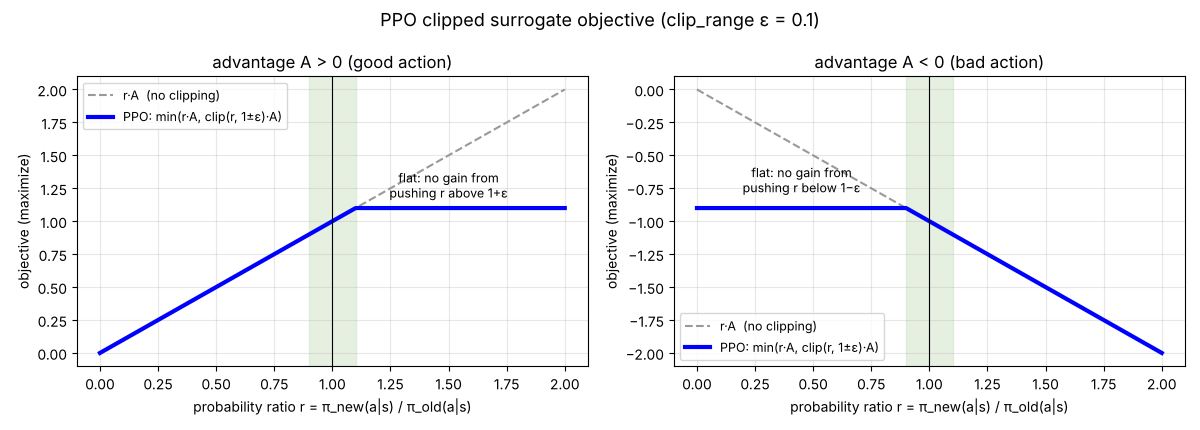 PPO clipped surrogate objective (clip_range ε = 0.1)
advantage A > 0 (good action)
r·A (no clipping)
PPO: min(r·A, clip(r, 1±ε)·A)
flat: no gain from
pushing r above 1+ε
objective (maximize)
2.00
1.75
1.50
1.25
1.00
0.75
0.50
0.25
0.00
0.00 0.25 0.50 0.75 1.00 1.25 1.50 1.75 2.00
probability ratio r = π_new(a|s) / π_old(a|s)
advantage A < 0 (bad action)
flat: no gain from
pushing r below 1−ε
r·A (no clipping)
PPO: min(r·A, clip(r, 1±ε)·A)
objective (maximize)
0.00
−0.25
−0.50
−0.75
−1.00
−1.25
−1.50
−1.75
−2.00
0.00 0.25 0.50 0.75 1.00 1.25 1.50 1.75 2.00
probability ratio r = π_new(a|s) / π_old(a|s)